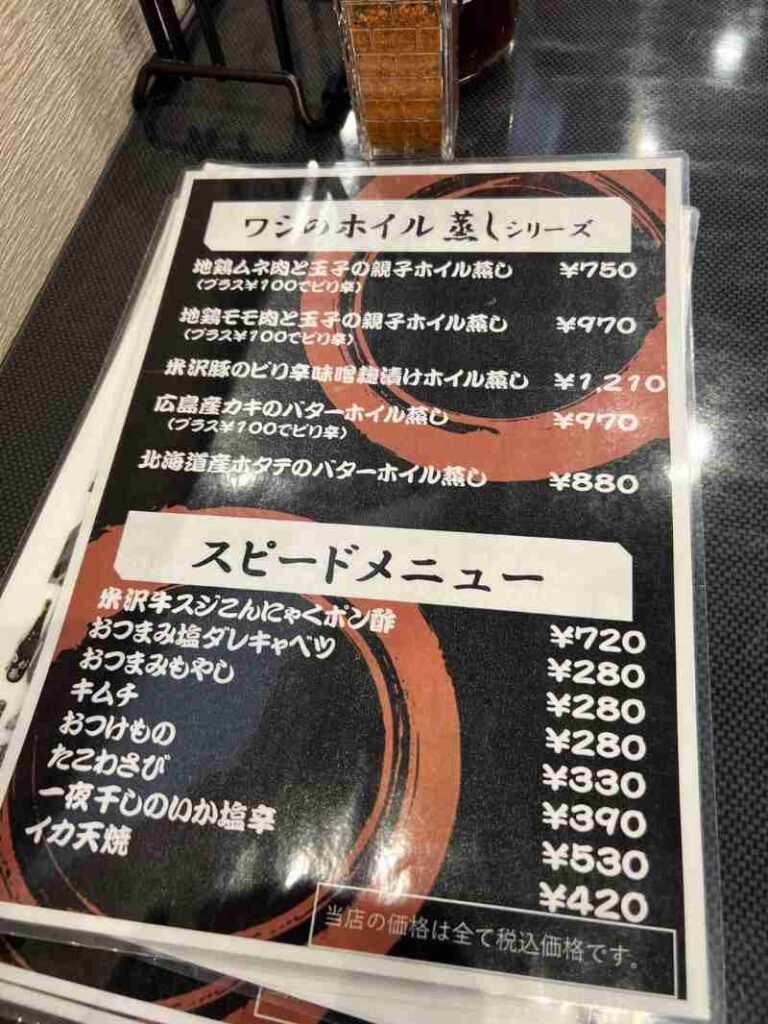 ワシのホイル蒸しシリーズ
地鶏ムネ肉と玉子の親子ホイル蒸し ¥750
(プラス¥100でピリ辛)
地鶏モモ肉と玉子の親子ホイル蒸し ¥970
(プラス¥100でピリ辛)
米沢豚のピリ辛味噌麹漬けホイル蒸し ¥1,210
広島産カキのバターホイル蒸し ¥970
(プラス¥100でピリ辛)
北海道産ホタテのバターホイル蒸し ¥880
スピードメニュー
米沢牛スジこんにゃくポン酢 ¥720
おつまみ塩ダレキャベツ ¥280
おつまみもやし ¥280
キムチ ¥280
おつけもの ¥330
たこわさび ¥390
一夜干しのいか塩辛 ¥530
イカ天焼 ¥420
当店の価格は全て税込価格です。